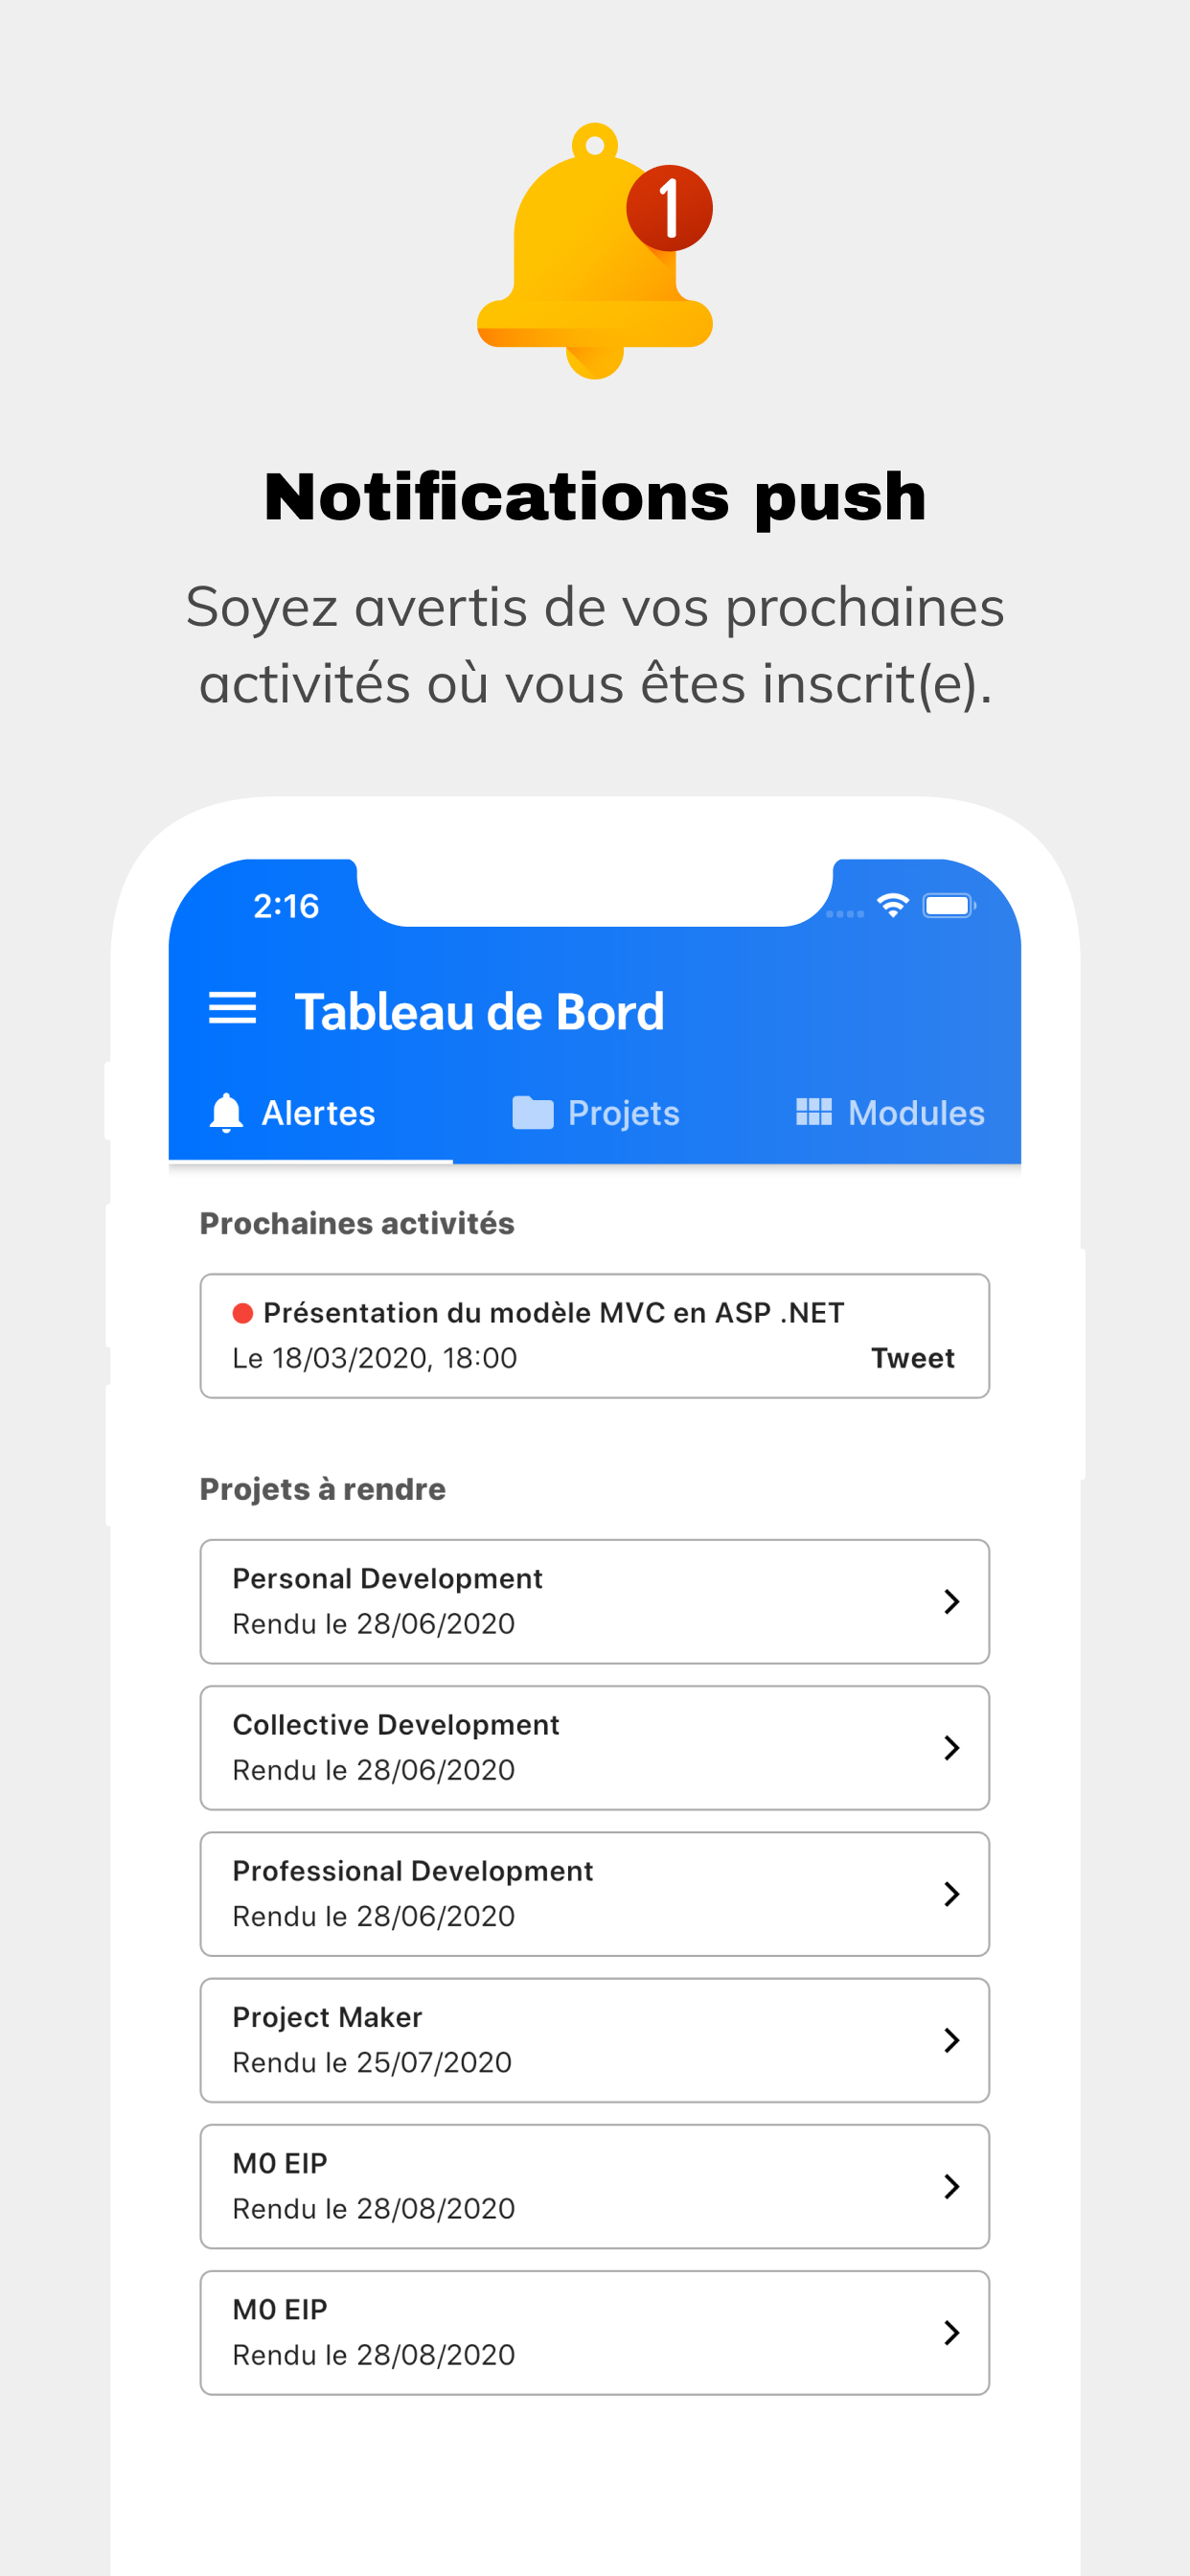 1
Notifications push
Soyez avertis de vos prochaines
activités où vous êtes inscrit(e).
2:16
Tableau de Bord
Alertes Projets Modules
Prochaines activités
Présentation du modèle MVC en ASP .NET
Le 18/03/2020, 18:00 Tweet
Projets à rendre
Personal Development
Rendu le 28/06/2020
Collective Development
Rendu le 28/06/2020
Professional Development
Rendu le 28/06/2020
Project Maker
Rendu le 25/07/2020
M0 EIP
Rendu le 28/08/2020
M0 EIP
Rendu le 28/08/2020